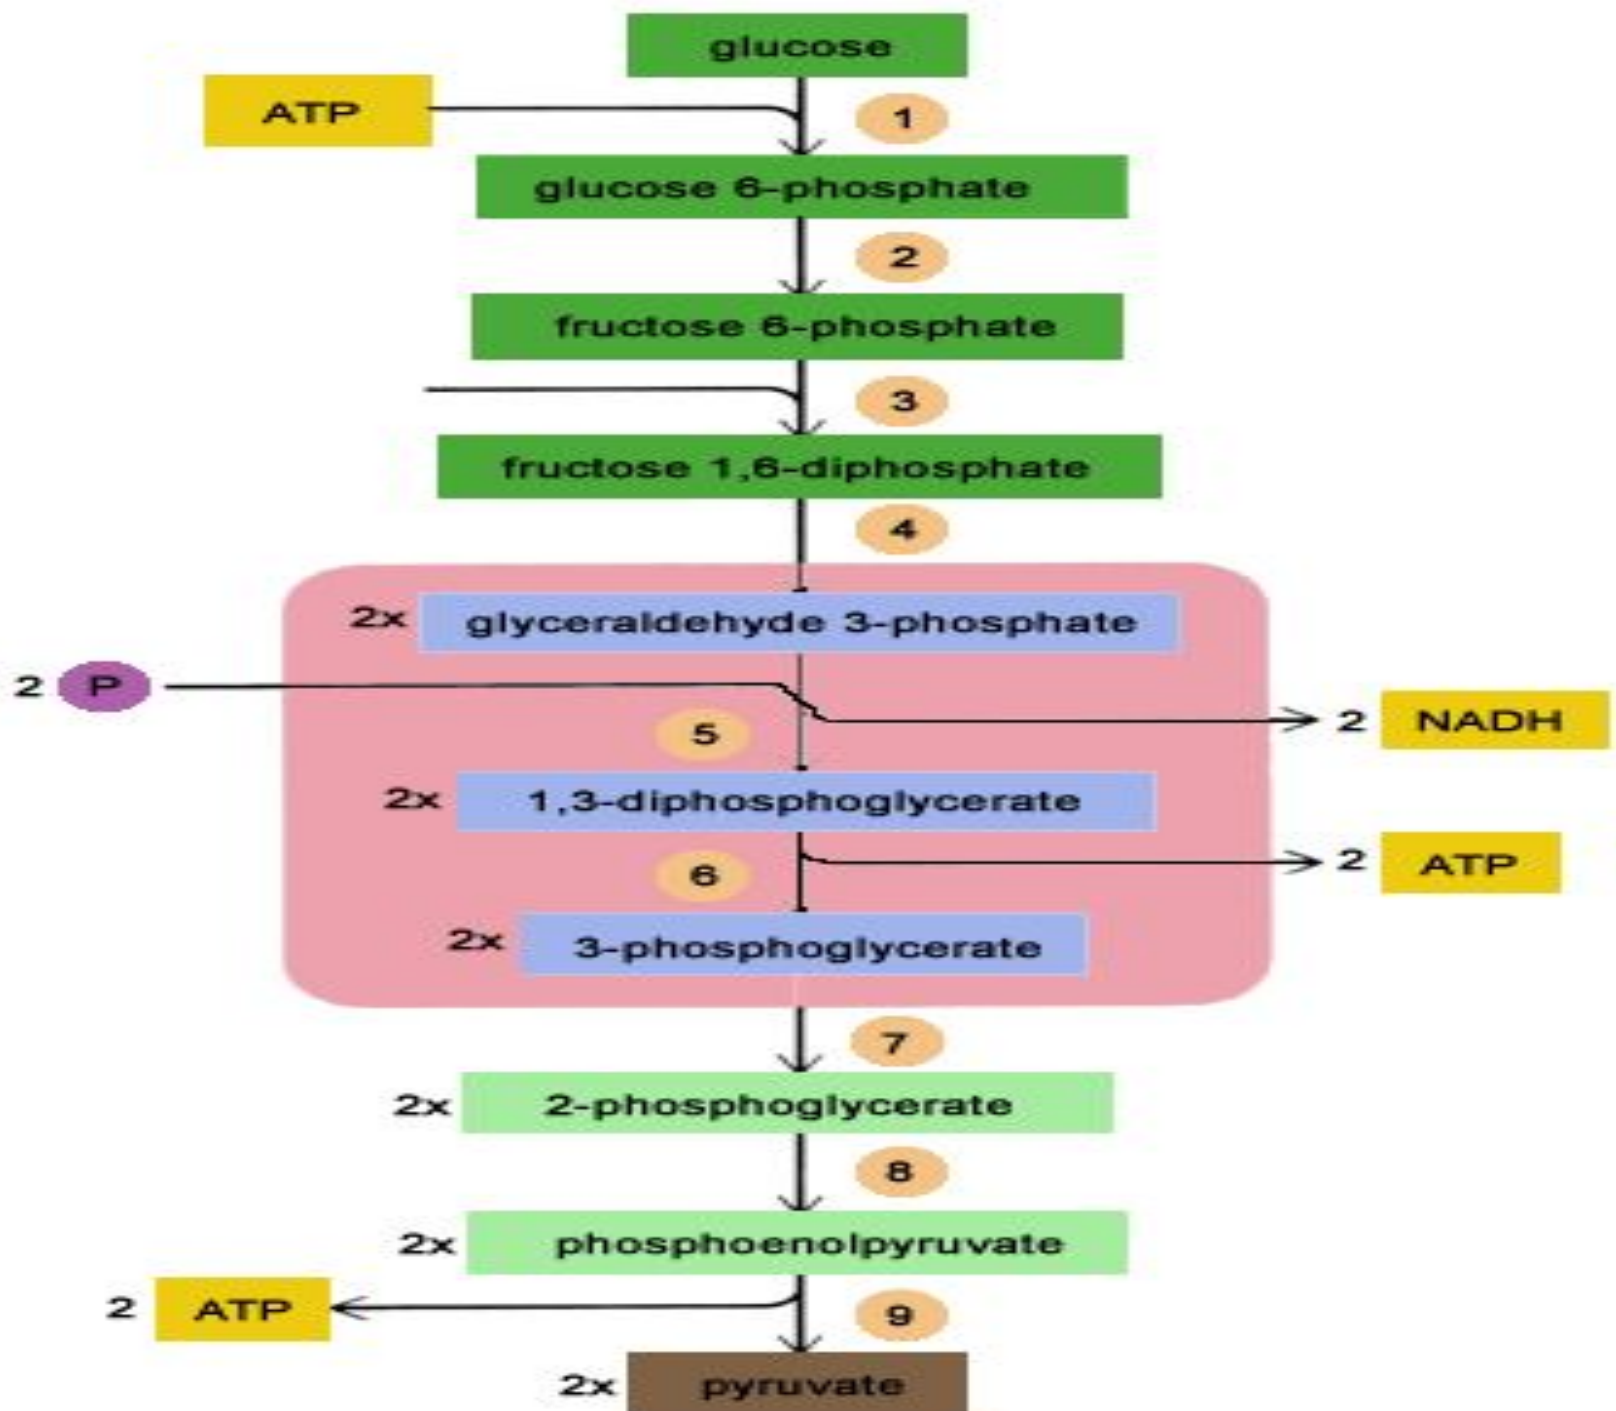 glucose
ATP
1
glucose 6-phosphate
2
fructose 6-phosphate
3
fructose 1,6-diphosphate
4
2x glyceraldehyde 3-phosphate
2 P
5
2 NADH
2x 1,3-diphosphoglycerate
6
2 ATP
2x 3-phosphoglycerate
7
2x 2-phosphoglycerate
8
2x phosphoenolpyruvate
2 ATP
9
2x pyruvate